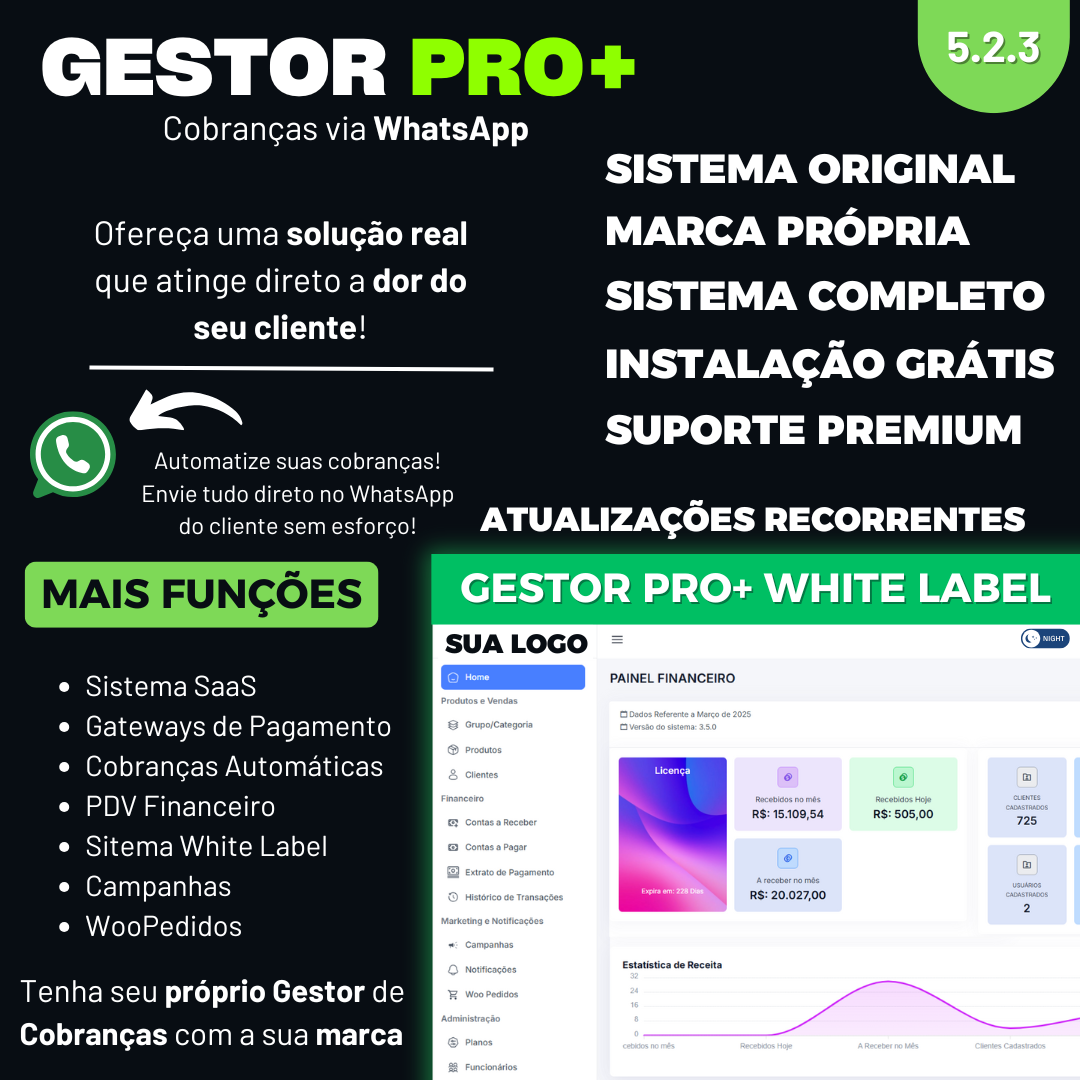 GESTOR PRO+
5.2.3
Cobranças via WhatsApp
Ofereça uma solução real
que atinge direto a dor do
seu cliente!
SISTEMA ORIGINAL
MARCA PRÓPRIA
SISTEMA COMPLETO
INSTALAÇÃO GRÁTIS
SUPORTE PREMIUM
Automatize suas cobranças!
Envie tudo direto no WhatsApp
do cliente sem esforço!
ATUALIZAÇÕES RECORRENTES
MAIS FUNÇÕES
Sistema SaaS
Gateways de Pagamento
Cobranças Automáticas
PDV Financeiro
Sitema White Label
Campanhas
WooPedidos
Tenha seu próprio Gestor de
Cobranças com a sua marca
GESTOR PRO+ WHITE LABEL
SUA LOGO
NIGHT
Home
Produtos e Vendas
Grupo/Categoria
Produtos
Clientes
Financeiro
Contas a Receber
Contas a Pagar
Extrato de Pagamento
Histórico de Transações
Marketing e Notificações
Campanhas
Notificações
Woo Pedidos
Administração
Planos
Funcionários
PAINEL FINANCEIRO
Dados Referente a Março de 2025
Versão do sistema: 3.5.0
Licença
Expira em: 228 Dias
Recebidos no mês
R$: 15.109,54
Recebidos Hoje
R$: 505,00
A receber no mês
R$: 20.027,00
CLIENTES
CADASTRADOS
725
USUÁRIOS
CADASTRADOS
2
Estatística de Receita
32
24
16
8
0
cebidos no mês
Recebidos Hoje
A Receber no Mês
Clientes Cadastrados